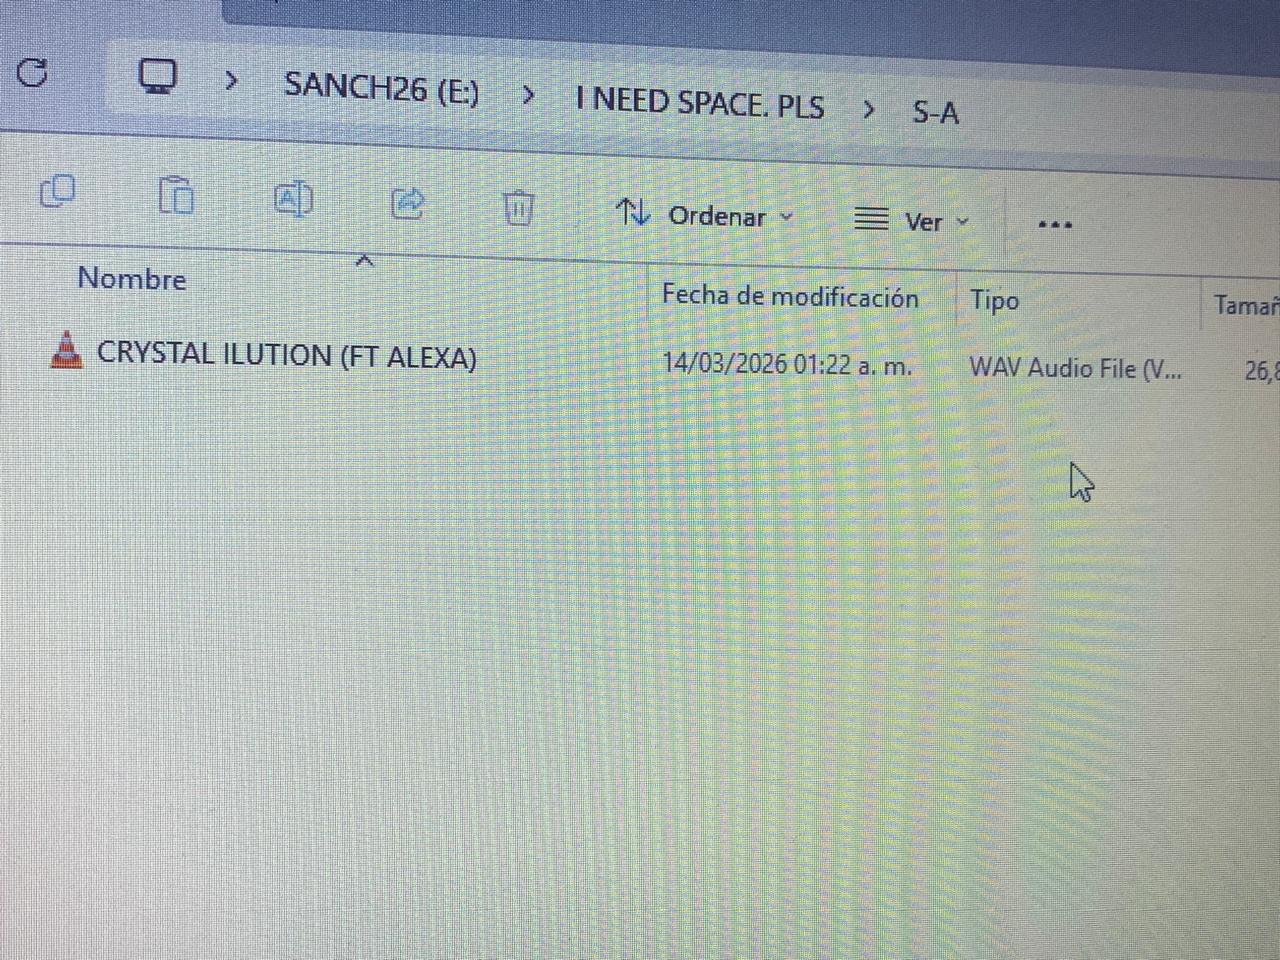 SANCH26 (E:) > I NEED SPACE. PLS > S-A
Ordenar Ver
Nombre Fecha de modificación Tipo
CRYSTAL ILUTION (FT ALEXA) 14/03/2026 01:22 a. m. WAV Audio File (V...